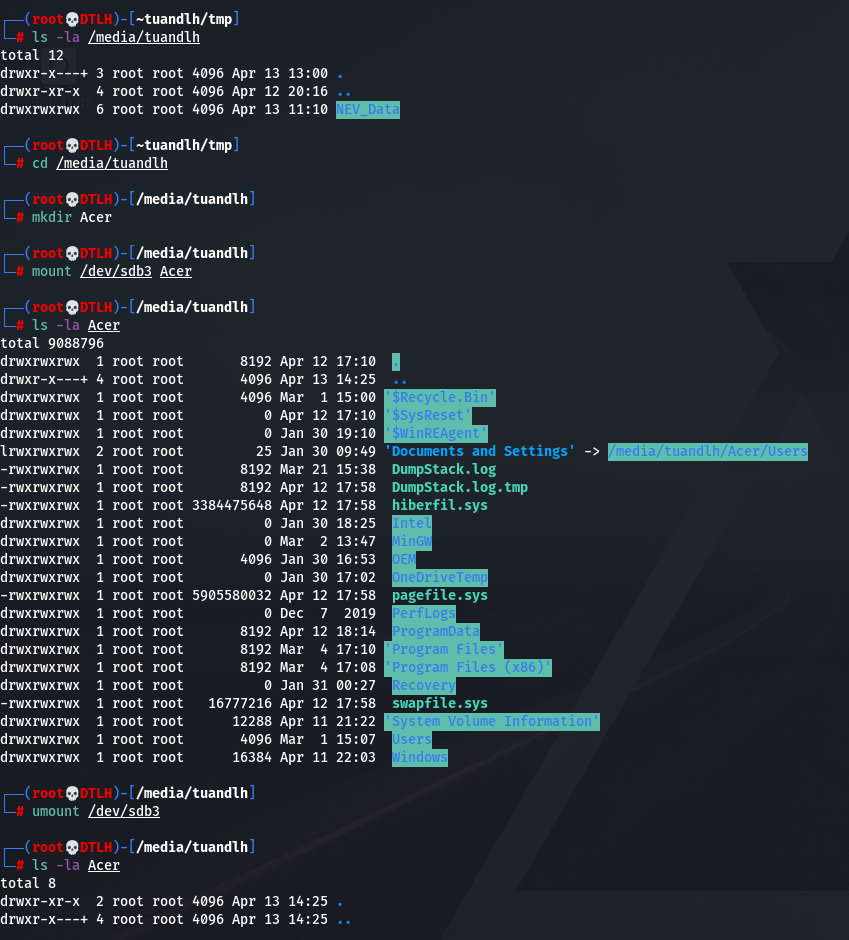 ┌──(root💀DTLH)-[~tuandlh/tmp]
└─# ls -la /media/tuandlh
total 12
drwxr-x---+ 3 root root 4096 Apr 13 13:00 .
drwxr-xr-x  4 root root 4096 Apr 12 20:16 ..
drwxrwxrwx  6 root root 4096 Apr 13 11:10 NEV_Data
┌──(root💀DTLH)-[~tuandlh/tmp]
└─# cd /media/tuandlh
┌──(root💀DTLH)-[/media/tuandlh]
└─# mkdir Acer
┌──(root💀DTLH)-[/media/tuandlh]
└─# mount /dev/sdb3 Acer
┌──(root💀DTLH)-[/media/tuandlh]
└─# ls -la Acer
total 9088796
drwxrwxrwx  1 root root       8192 Apr 12 17:10  .
drwxr-x---+ 4 root root       4096 Apr 13 14:25  ..
drwxrwxrwx  1 root root       4096 Mar  1 15:00 '$Recycle.Bin'
drwxrwxrwx  1 root root          0 Apr 12 17:10 '$SysReset'
drwxrwxrwx  1 root root          0 Jan 30 19:10 '$WinREAgent'
lrwxrwxrwx  2 root root         25 Jan 30 09:49 'Documents and Settings' -> /media/tuandlh/Acer/Users
-rwxrwxrwx  1 root root       8192 Mar 21 15:38  DumpStack.log
-rwxrwxrwx  1 root root       8192 Apr 12 17:58  DumpStack.log.tmp
-rwxrwxrwx  1 root root 3384475648 Apr 12 17:58  hiberfil.sys
drwxrwxrwx  1 root root          0 Jan 30 18:25  Intel
drwxrwxrwx  1 root root          0 Mar  2 13:47  MinGW
drwxrwxrwx  1 root root       4096 Jan 30 16:53  OEM
drwxrwxrwx  1 root root          0 Jan 30 17:02  OneDriveTemp
-rwxrwxrwx  1 root root 5905580032 Apr 12 17:58  pagefile.sys
drwxrwxrwx  1 root root          0 Dec  7  2019  PerfLogs
drwxrwxrwx  1 root root       8192 Apr 12 18:14  ProgramData
drwxrwxrwx  1 root root       8192 Mar  4 17:10 'Program Files'
drwxrwxrwx  1 root root       8192 Mar  4 17:08 'Program Files (x86)'
drwxrwxrwx  1 root root          0 Jan 31 00:27  Recovery
-rwxrwxrwx  1 root root   16777216 Apr 12 17:58  swapfile.sys
drwxrwxrwx  1 root root      12288 Apr 11 21:22 'System Volume Information'
drwxrwxrwx  1 root root       4096 Mar  1 15:07  Users
drwxrwxrwx  1 root root      16384 Apr 11 22:03  Windows
┌──(root💀DTLH)-[/media/tuandlh]
└─# umount /dev/sdb3
┌──(root💀DTLH)-[/media/tuandlh]
└─# ls -la Acer
total 8
drwxr-xr-x  2 root root 4096 Apr 13 14:25 .
drwxr-x---+ 4 root root 4096 Apr 13 14:25 ..